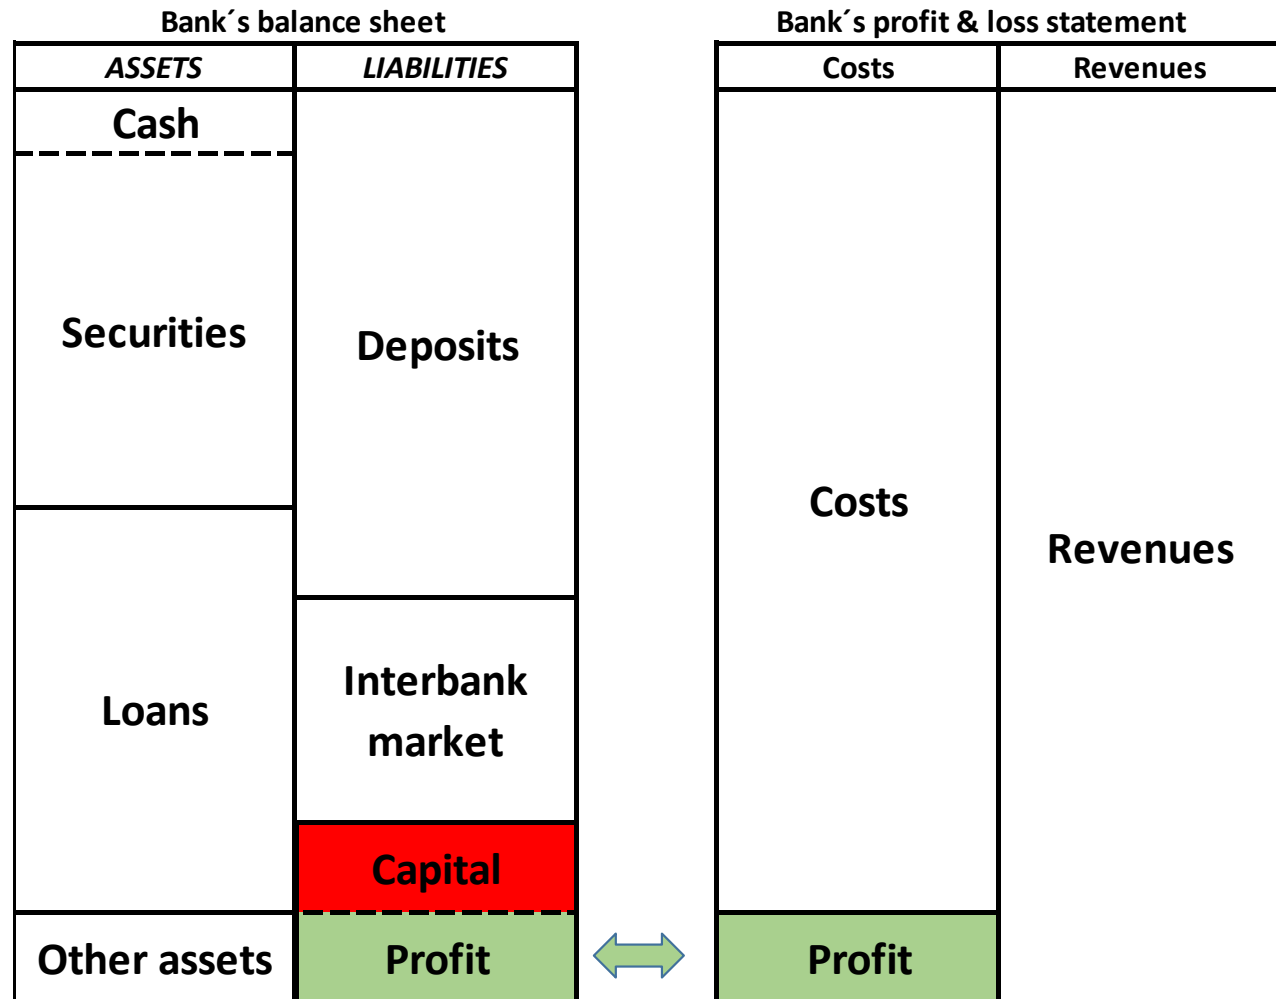 Bank´s balance sheet
ASSETS
LIABILITIES
Cash
Securities
Loans
Other assets
Deposits
Interbank
market
Capital
Profit
Bank´s profit & loss statement
Costs
Revenues
Costs
Profit
Revenues